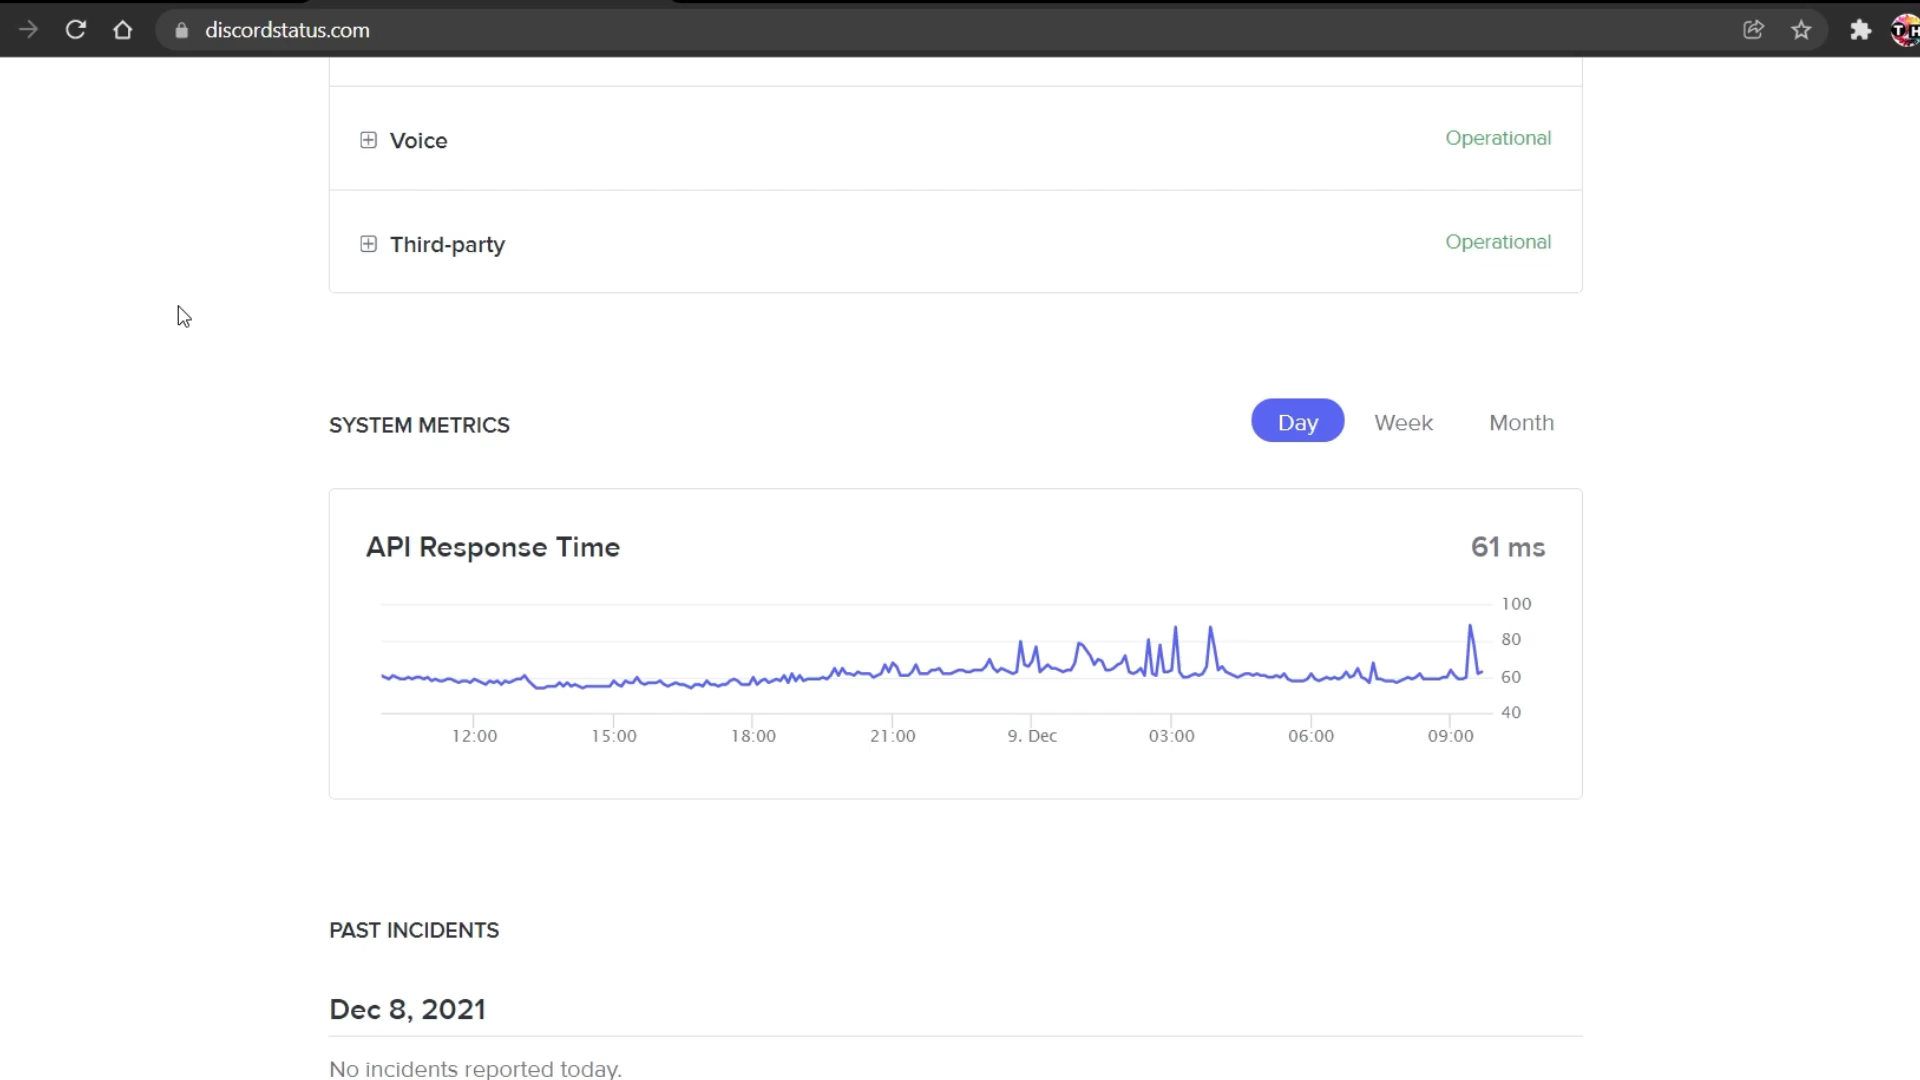 discordstatus.com
Voice
Operational
Third-party
Operational
SYSTEM METRICS
Day
Week
Month
API Response Time
61 ms
100
80
60
40
12:00
15:00
18:00
21:00
9. Dec
03:00
06:00
09:00
PAST INCIDENTS
Dec 8, 2021
No incidents reported today.